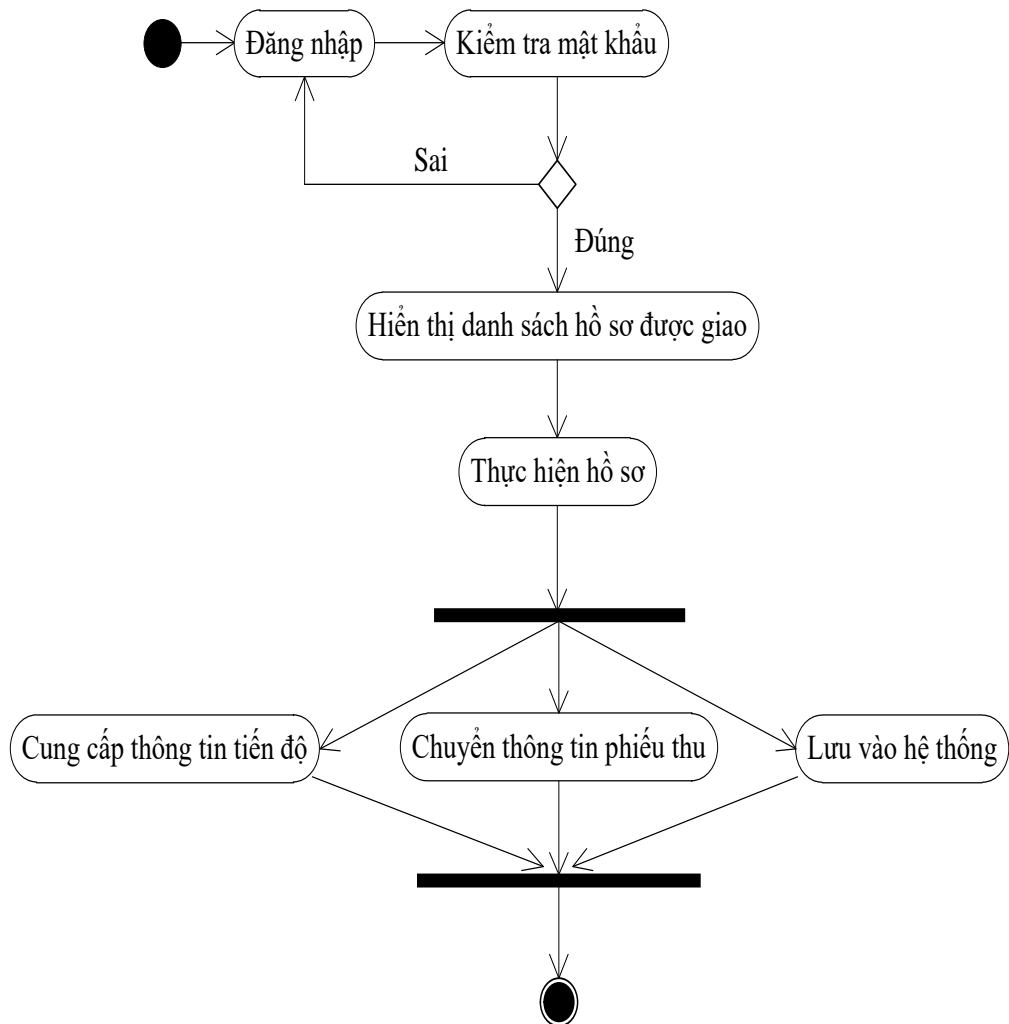 Đăng nhập
Kiểm tra mật khẩu
Sai
Đúng
Hiển thị danh sách hồ sơ được giao
Thực hiện hồ sơ
Cung cấp thông tin tiến độ
Chuyển thông tin phiếu thu
Lưu vào hệ thống